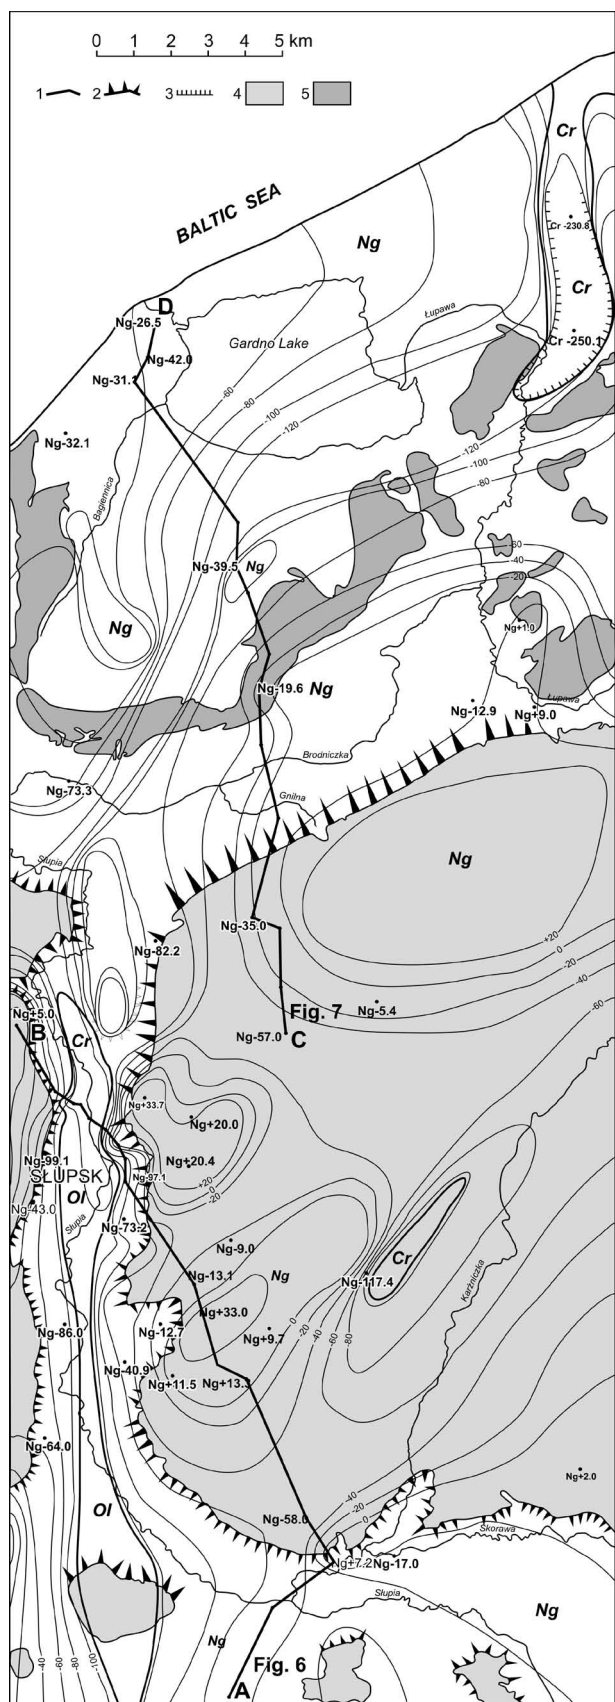 0 1 2 3 4 5 km
1 2 3 4 5
Cr
BALTIC SEA
Cr -230.8
Ng
Cr
D
Łupawa
Ng-26.5
Gardno Lake
Cr -250.1
Ng-42.0
Ng-31.1
-60
-80
-100
-120
Ng-32.1
-120
-100
-80
Bagiennica
-60
Ng-39.5
Ng
-40
-20
Ng
Ng+1.0
Ng-19.6
Ng
Łupawa
Ng-12.9
Ng+9.0
Brodniczka
Ng-73.3
Gnilna
Słupia
Ng
Ng-35.0
+20
Ng-82.2
0
-20
-40
-60
Ng+5.0
Fig. 7
Ng-5.4
B
Cr
Ng-57.0
C
Ng+33.7
Ng+20.0
Ng-99.1
Ng+20.4
SŁUPSK
Ng-97.1
+20
0
-20
Ng-43.0
Ol
Słupia
Ng-73.2
Ng-9.0
Cr
Ng-13.1
Ng
Ng-117.4
Karżniczka
Ng+33.0
0
-20
-40
-60
-80
Ng-86.0
Ng-12.7
Ng+9.7
Ng-40.9
Ng+11.5
Ng+13.3
Ng-64.0
Ng+2.0
-40
-20
0
Ol
Ng-58.0
Skorawa
Ng+7.2
Ng-17.0
Słupia
Ng
Ng
-40
-60
-80
-100
Fig. 6
A